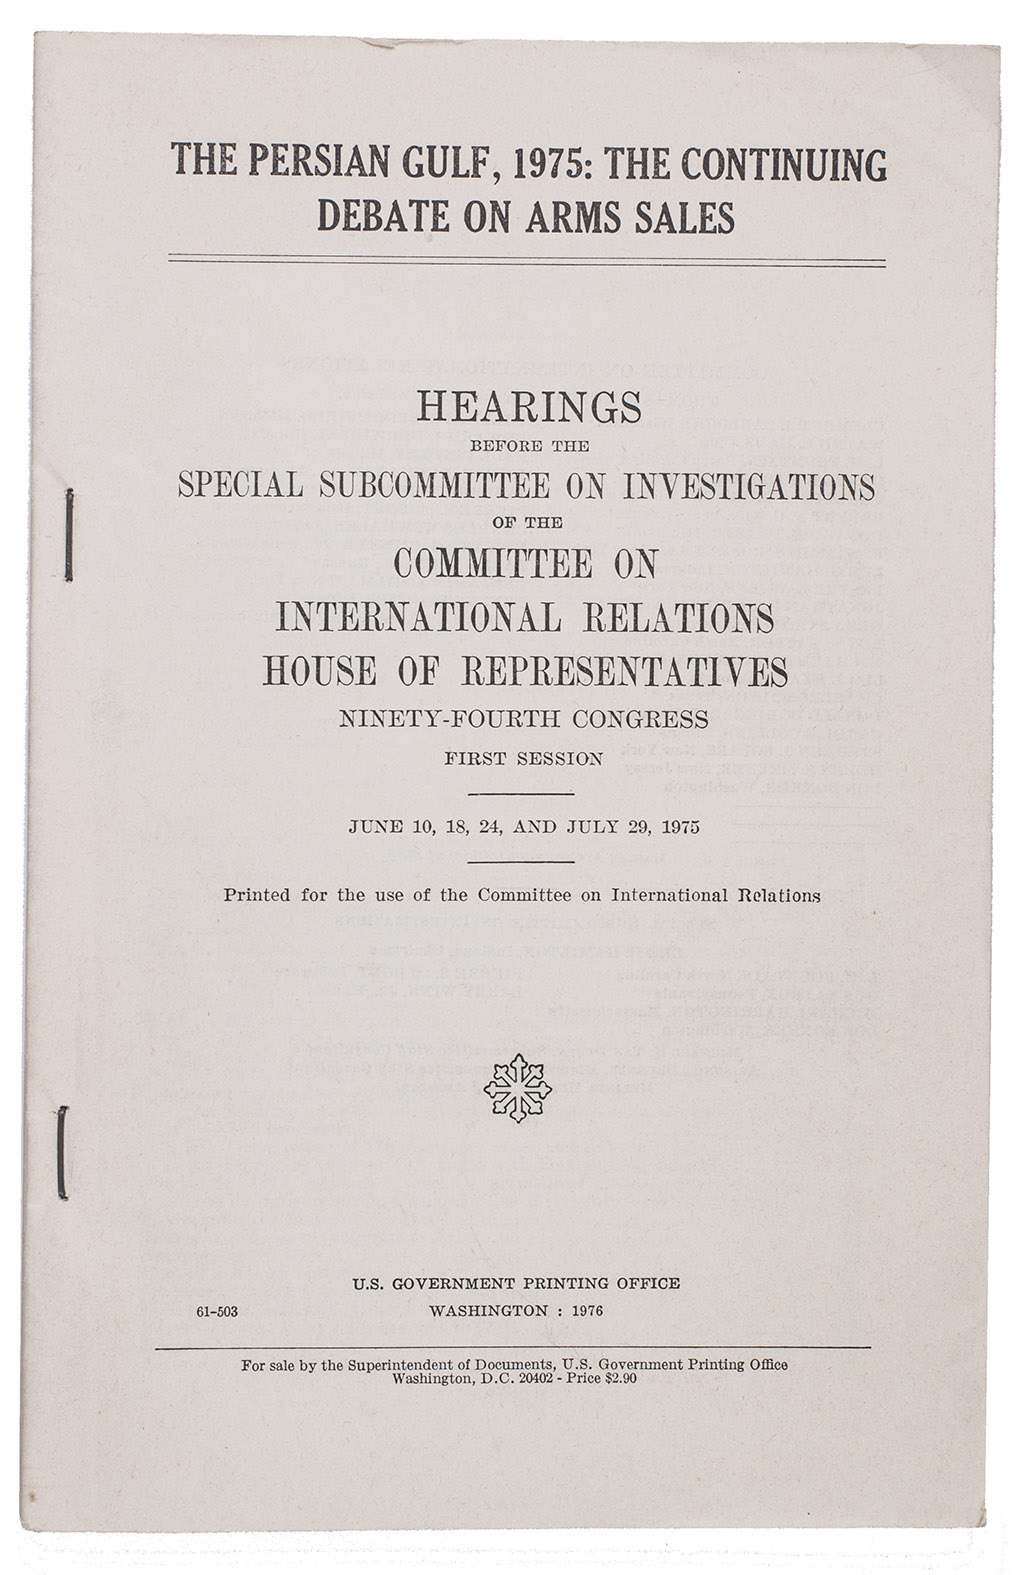 THE PERSIAN GULF, 1975: THE CONTINUING
DEBATE ON ARMS SALES
HEARINGS
BEFORE THE
SPECIAL SUBCOMMITTEE ON INVESTIGATIONS
OF THE
COMMITTEE ON
INTERNATIONAL RELATIONS
HOUSE OF REPRESENTATIVES
NINETY-FOURTH CONGRESS
FIRST SESSION
JUNE 10, 18, 24, AND JULY 29, 1975
Printed for the use of the Committee on International Relations
U.S. GOVERNMENT PRINTING OFFICE
61-503 WASHINGTON : 1976
For sale by the Superintendent of Documents, U.S. Government Printing Office
Washington, D.C. 20402 - Price $2.90